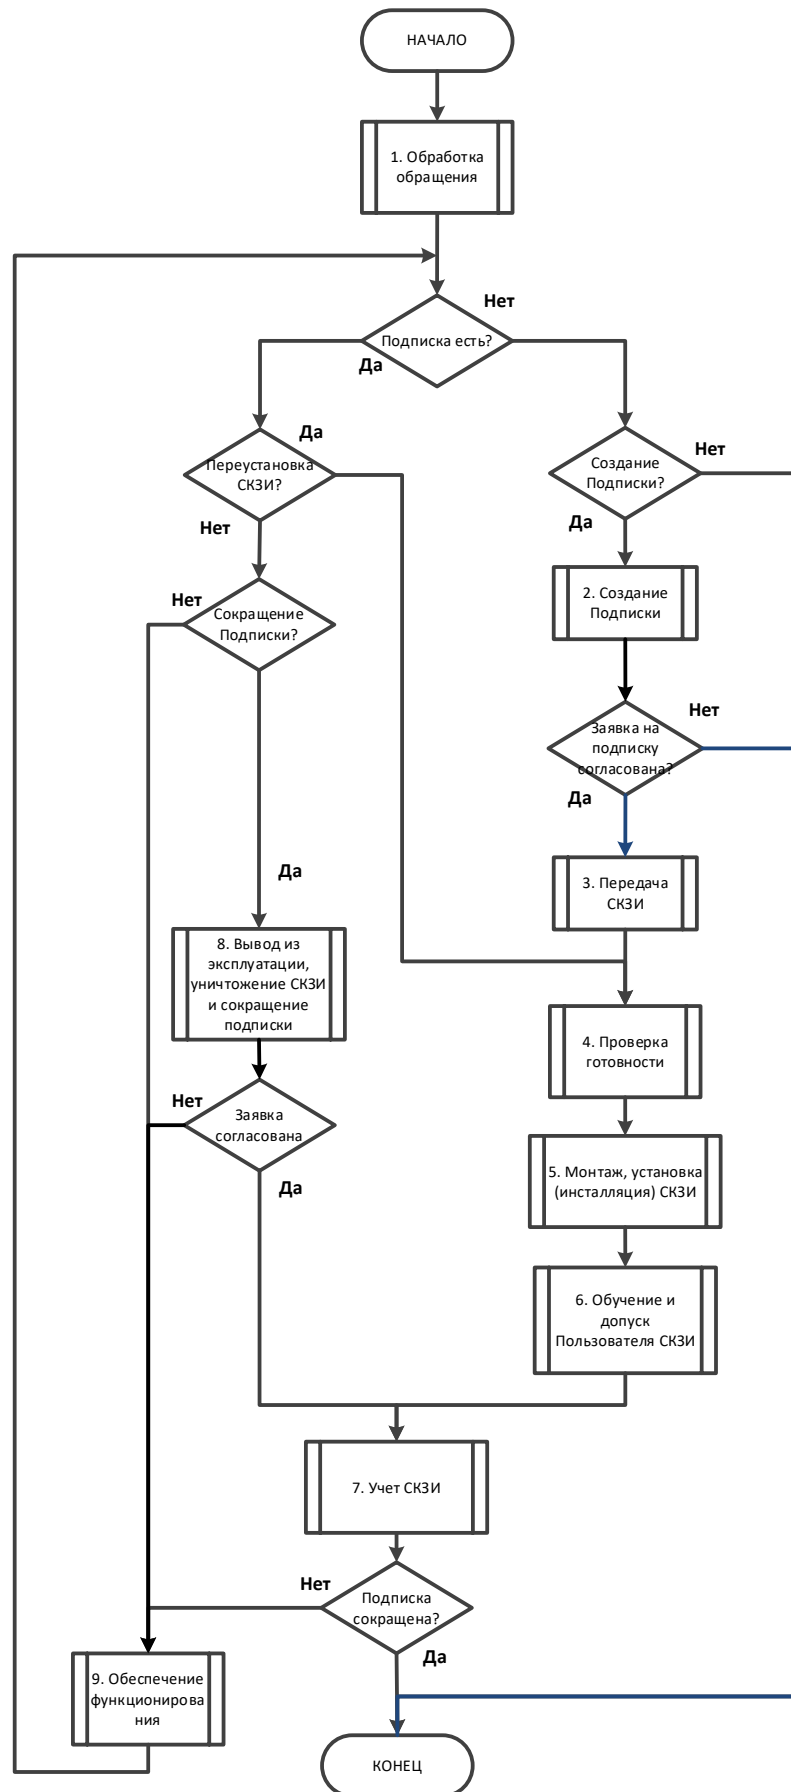 НАЧАЛО
1. Обработка
обращения
Нет
Подписка есть?
Да
Да
Переустановка
СКЗИ?
Нет
Нет
Создание
Подписки?
Да
Нет
Сокращение
Подписки?
2. Создание
Подписки
Нет
Заявка на
подписку
согласована?
Да
Да
3. Передача
СКЗИ
8. Вывод из
эксплуатации,
уничтожение СКЗИ
и сокращение
подписки
4. Проверка
готовности
Нет
Заявка
согласована
Да
5. Монтаж, установка
(инсталляция) СКЗИ
6. Обучение и
допуск
Пользователя СКЗИ
7. Учет СКЗИ
Нет
Подписка
сокращена?
Да
9. Обеспечение
функционирова
ния
КОНЕЦ